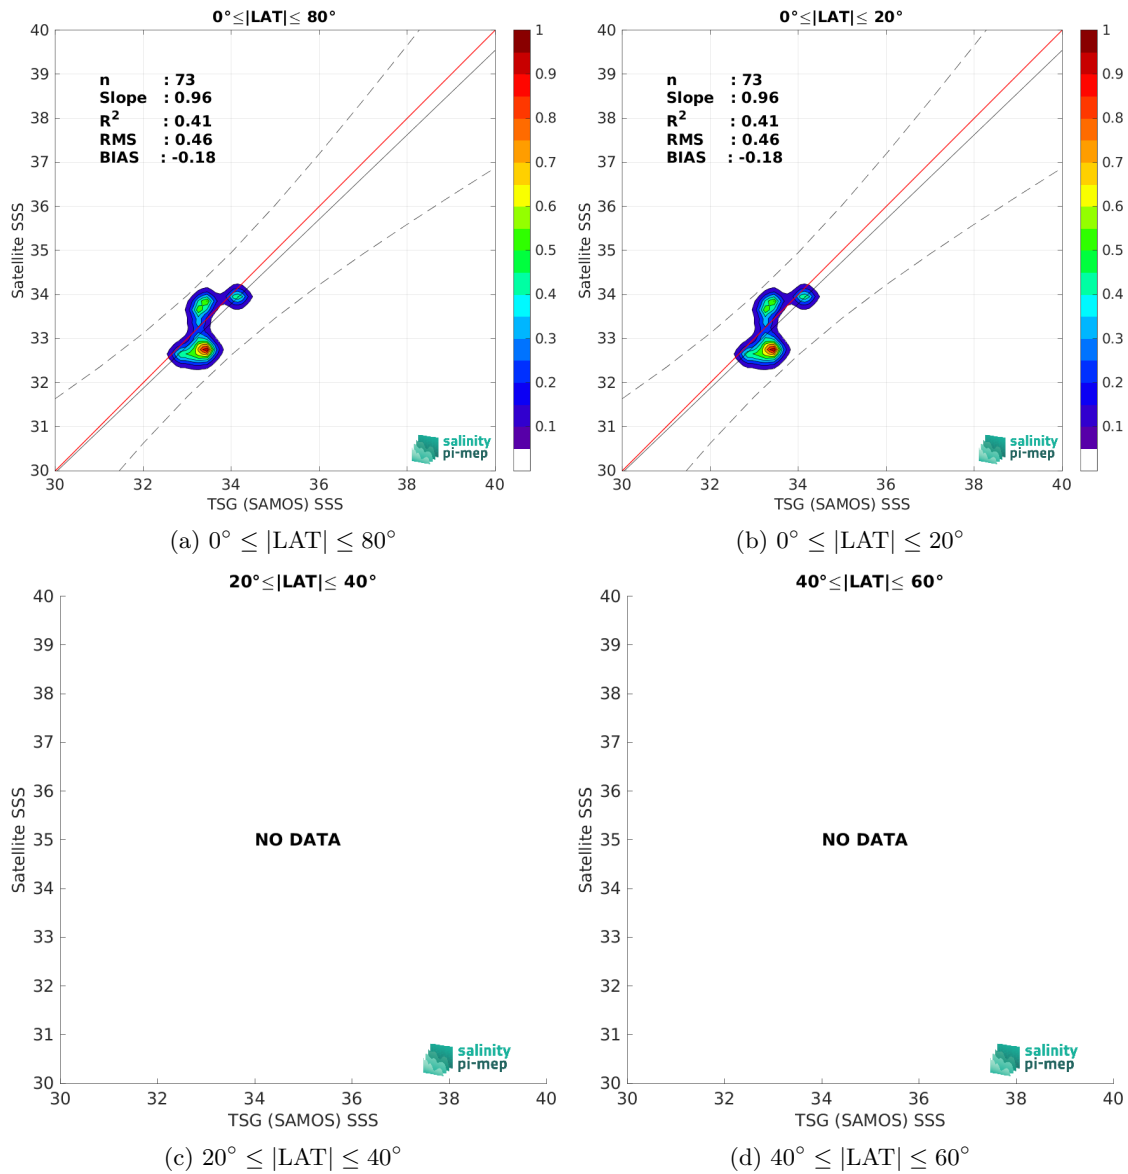 0°≤|LAT|≤ 80°
40
39
38
37
36
35
34
33
32
31
30
Satellite SSS
n : 73
Slope : 0.96
R² : 0.41
RMS : 0.46
BIAS : -0.18
1
0.9
0.8
0.7
0.6
0.5
0.4
0.3
0.2
0.1
salinity
pi-mep
30 32 34 36 38 40
TSG (SAMOS) SSS
(a) 0° ≤ |LAT| ≤ 80°
0°≤|LAT|≤ 20°
40
39
38
37
36
35
34
33
32
31
30
Satellite SSS
n : 73
Slope : 0.96
R² : 0.41
RMS : 0.46
BIAS : -0.18
1
0.9
0.8
0.7
0.6
0.5
0.4
0.3
0.2
0.1
salinity
pi-mep
30 32 34 36 38 40
TSG (SAMOS) SSS
(b) 0° ≤ |LAT| ≤ 20°
20°≤|LAT|≤ 40°
40
39
38
37
36
35
34
33
32
31
30
Satellite SSS
NO DATA
salinity
pi-mep
30 32 34 36 38 40
TSG (SAMOS) SSS
(c) 20° ≤ |LAT| ≤ 40°
40°≤|LAT|≤ 60°
40
39
38
37
36
35
34
33
32
31
30
Satellite SSS
NO DATA
salinity
pi-mep
30 32 34 36 38 40
TSG (SAMOS) SSS
(d) 40° ≤ |LAT| ≤ 60°